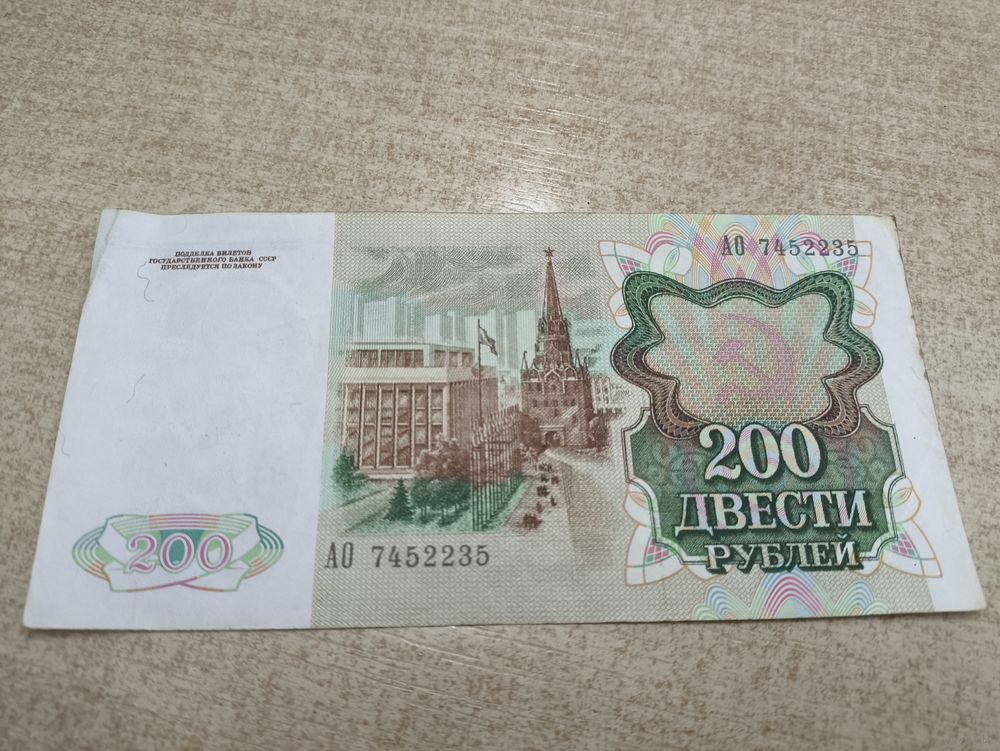 ПОДДЕЛКА БИЛЕТОВ
ГОСУДАРСТВЕННОГО БАНКА СССР
ПРЕСЛЕДУЕТСЯ ПО ЗАКОНУ
АО 7452235
200
ДВЕСТИ
РУБЛЕЙ
200
АО 7452235